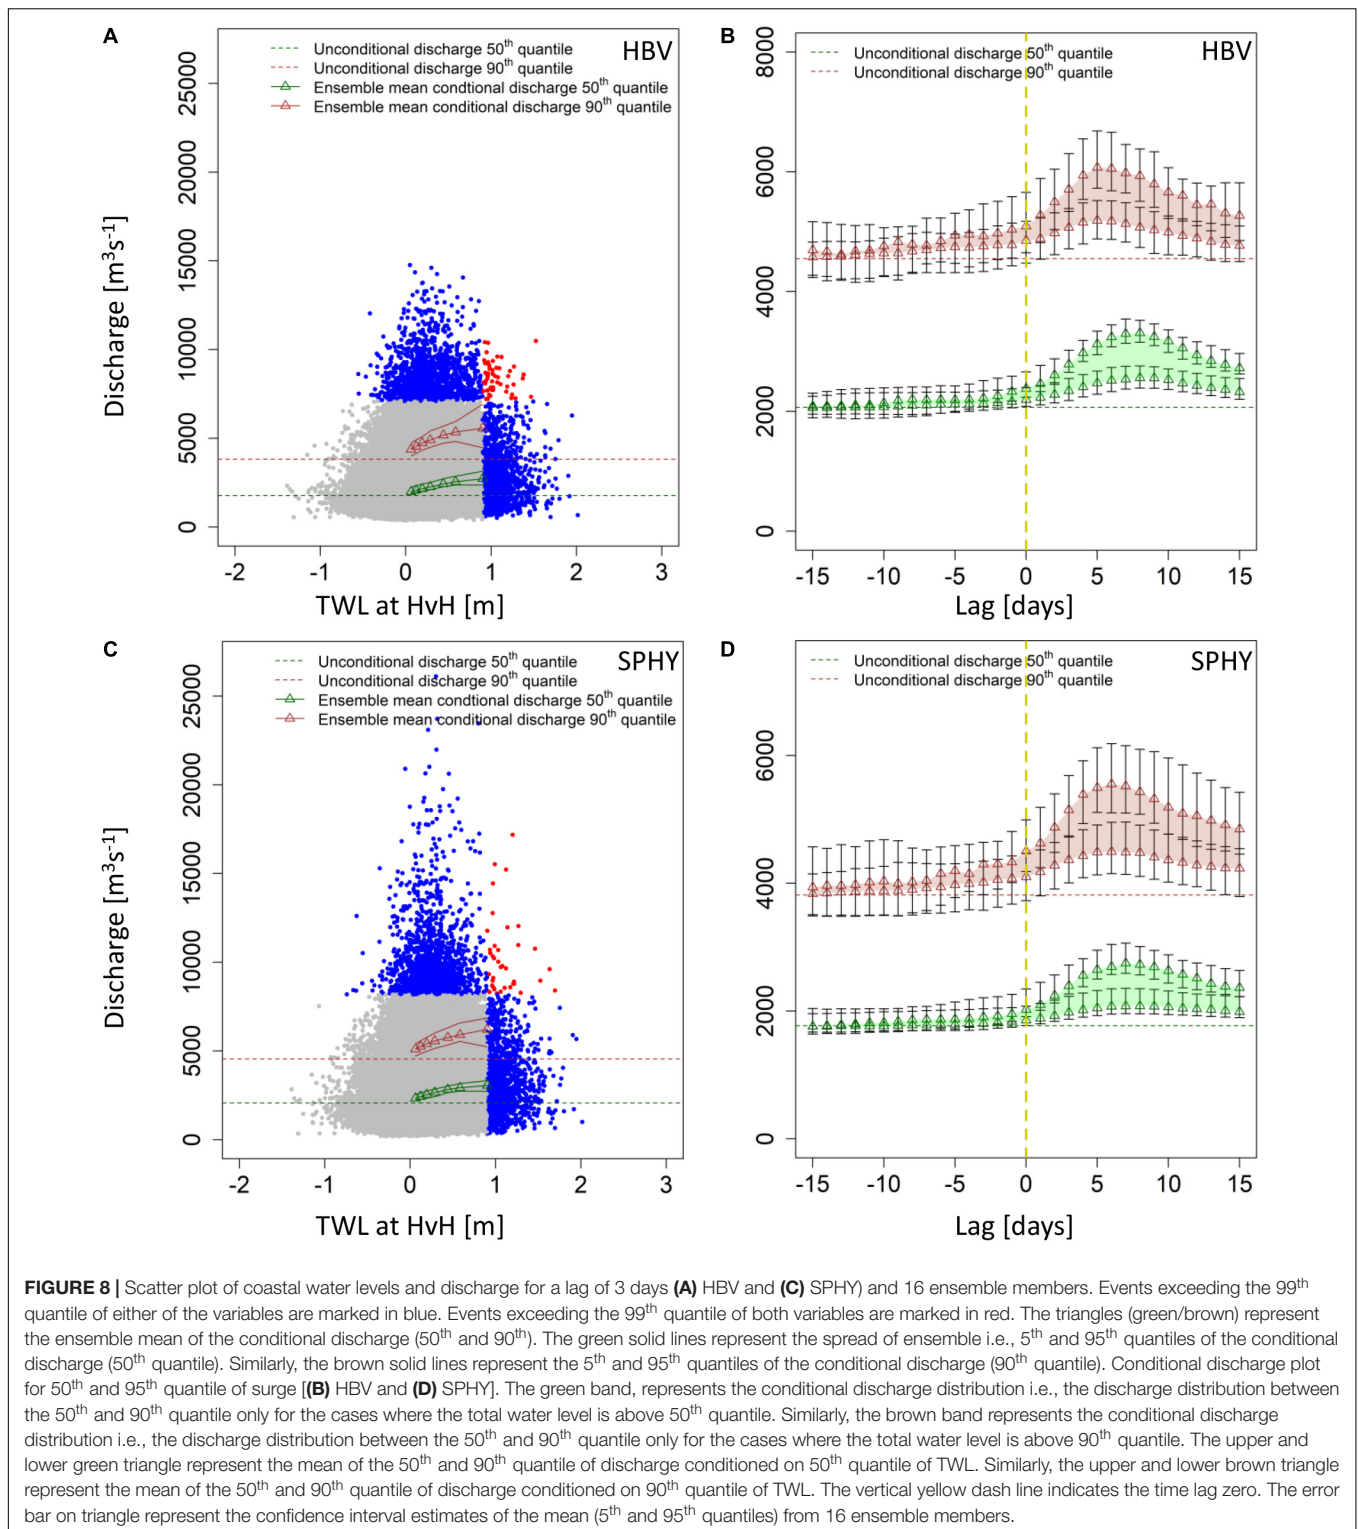 A
HBV
Unconditional discharge 50th quantile
Unconditional discharge 90th quantile
Ensemble mean condtional discharge 50th quantile
Ensemble mean conditional discharge 90th quantile
Discharge [m3s-1]
0
5000
10000
15000
20000
25000
-2
-1
0
1
2
3
TWL at HvH [m]
B
HBV
Unconditional discharge 50th quantile
Unconditional discharge 90th quantile
0
2000
4000
6000
8000
-15
-10
-5
0
5
10
15
Lag [days]
C
SPHY
Unconditional discharge 50th quantile
Unconditional discharge 90th quantile
Ensemble mean condtional discharge 50th quantile
Ensemble mean conditional discharge 90th quantile
Discharge [m3s-1]
0
5000
10000
15000
20000
25000
-2
-1
0
1
2
3
TWL at HvH [m]
D
SPHY
Unconditional discharge 50th quantile
Unconditional discharge 90th quantile
0
2000
4000
6000
-15
-10
-5
0
5
10
15
Lag [days]
FIGURE 8 | Scatter plot of coastal water levels and discharge for a lag of 3 days (A) HBV and (C) SPHY) and 16 ensemble members. Events exceeding the 99th
quantile of either of the variables are marked in blue. Events exceeding the 99th quantile of both variables are marked in red. The triangles (green/brown) represent
the ensemble mean of the conditional discharge (50th and 90th). The green solid lines represent the spread of ensemble i.e., 5th and 95th quantiles of the conditional
discharge (50th quantile). Similarly, the brown solid lines represent the 5th and 95th quantiles of the conditional discharge (90th quantile). Conditional discharge plot
for 50th and 95th quantile of surge [(B) HBV and (D) SPHY]. The green band, represents the conditional discharge distribution i.e., the discharge distribution between
the 50th and 90th quantile only for the cases where the total water level is above 50th quantile. Similarly, the brown band represents the conditional discharge
distribution i.e., the discharge distribution between the 50th and 90th quantile only for the cases where the total water level is above 90th quantile. The upper and
lower green triangle represent the mean of the 50th and 90th quantile of discharge conditioned on 50th quantile of TWL. Similarly, the upper and lower brown triangle
represent the mean of the 50th and 90th quantile of discharge conditioned on 90th quantile of TWL. The vertical yellow dash line indicates the time lag zero. The error
bar on triangle represent the confidence interval estimates of the mean (5th and 95th quantiles) from 16 ensemble members.